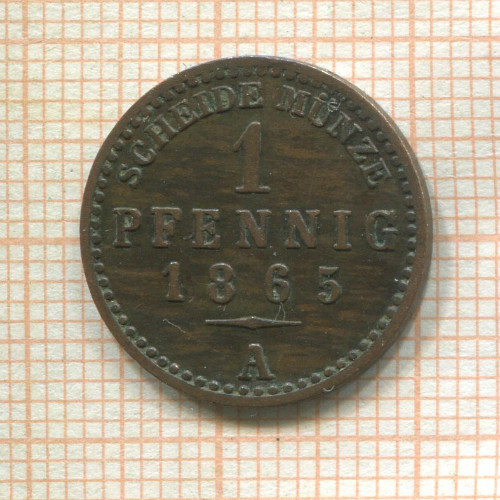 SCHEIDE MÜNZE
1
PFENNIG
1865
A